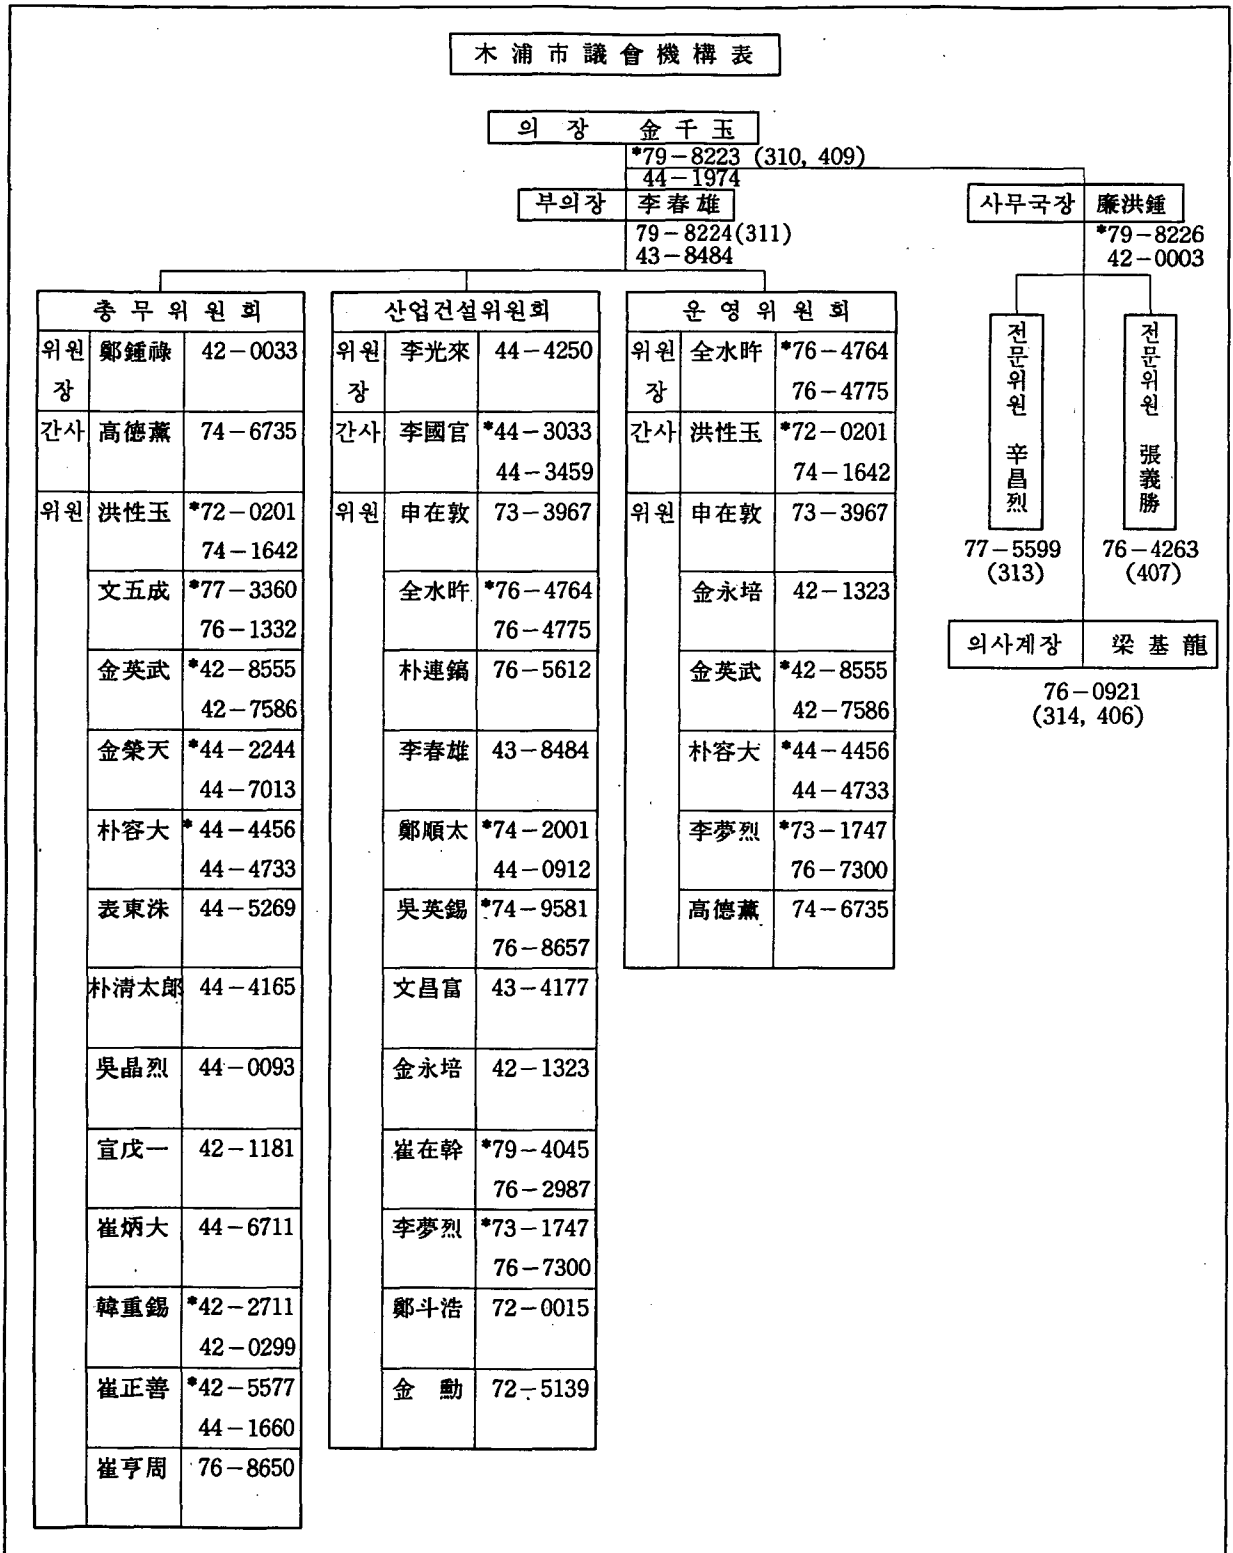 木浦市議會機構表
의장 金千玉
*79-8223 (310, 409)
44-1974
부의장 李春雄
79-8224(311)
43-8484
사무국장 廉洪鍾
*79-8226
42-0003
전문위원 辛昌烈
77-5599
(313)
전문위원 張義勝
76-4263
(407)
의사계장 梁基龍
76-0921
(314, 406)
총무위원회
위원장 鄭鍾祿 42-0033
간사 高德薰 74-6735
위원 洪性玉 *72-0201
74-1642
文五成 *77-3360
76-1332
金英武 *42-8555
42-7586
金榮天 *44-2244
44-7013
朴容大 *44-4456
44-4733
表東洙 44-5269
朴淸太郞 44-4165
吳晶烈 44-0093
宣戊一 42-1181
崔炳大 44-6711
韓重錫 *42-2711
42-0299
崔正善 *42-5577
44-1660
崔亨周 76-8650
산업건설위원회
위원장 李光來 44-4250
간사 李國官 *44-3033
44-3459
위원 申在敦 73-3967
全水旿 *76-4764
76-4775
朴連鎬 76-5612
李春雄 43-8484
鄭順太 *74-2001
44-0912
吳英錫 *74-9581
76-8657
文昌富 43-4177
金永培 42-1323
崔在幹 *79-4045
76-2987
李夢烈 *73-1747
76-7300
鄭斗浩 72-0015
金勳 72-5139
운영위원회
위원장 全水旿 *76-4764
76-4775
간사 洪性玉 *72-0201
74-1642
위원 申在敦 73-3967
金永培 42-1323
金英武 *42-8555
42-7586
朴容大 *44-4456
44-4733
李夢烈 *73-1747
76-7300
高德薰 74-6735